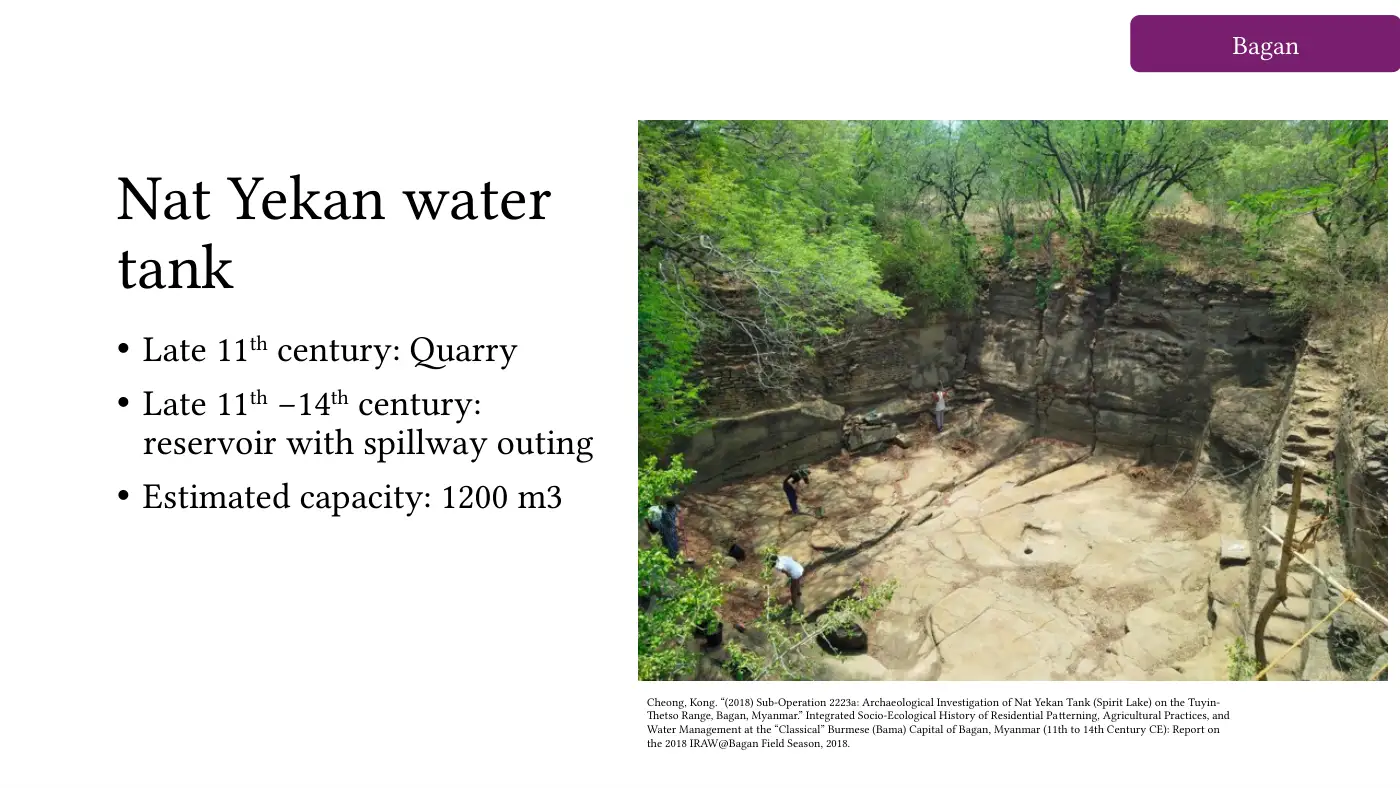 Bagan
Nat Yekan water
tank
• Late 11th century: Quarry
• Late 11th –14th century:
reservoir with spillway outing
• Estimated capacity: 1200 m3
Cheong, Kong. “(2018) Sub-Operation 2223a: Archaeological Investigation of Nat Yekan Tank (Spirit Lake) on the Tuyin-
Thetso Range, Bagan, Myanmar.” Integrated Socio-Ecological History of Residential Patterning, Agricultural Practices, and
Water Management at the “Classical” Burmese (Bama) Capital of Bagan, Myanmar (11th to 14th Century CE): Report on
the 2018 IRAW@Bagan Field Season, 2018.